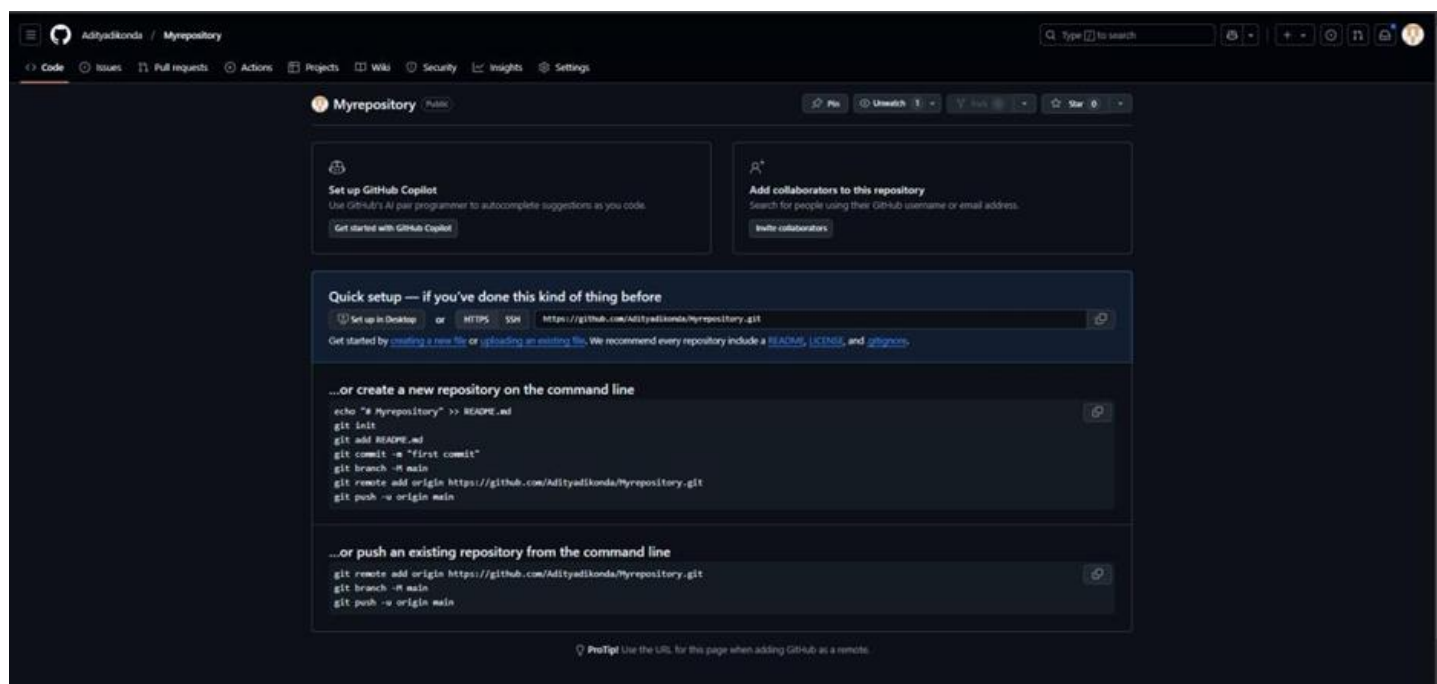 Adityadikonda / Myrepository
Type / to search
Code Issues Pull requests Actions Projects Wiki Security Insights Settings
Myrepository Public
Pin Unwatch 1 Fork 0 Star 0
Set up GitHub Copilot
Use GitHub's AI pair programmer to autocomplete suggestions as you code.
Get started with GitHub Copilot
Add collaborators to this repository
Search for people using their GitHub username or email address.
Invite collaborators
Quick setup — if you've done this kind of thing before
Set up in Desktop or HTTPS SSH https://github.com/Adityadikonda/Myrepository.git
Get started by creating a new file or uploading an existing file. We recommend every repository include a README, LICENSE, and .gitignore.
...or create a new repository on the command line
echo "# Myrepository" >> README.md
git init
git add README.md
git commit -m "first commit"
git branch -M main
git remote add origin https://github.com/Adityadikonda/Myrepository.git
git push -u origin main
...or push an existing repository from the command line
git remote add origin https://github.com/Adityadikonda/Myrepository.git
git branch -M main
git push -u origin main
ProTip! Use the URL for this page when adding GitHub as a remote.